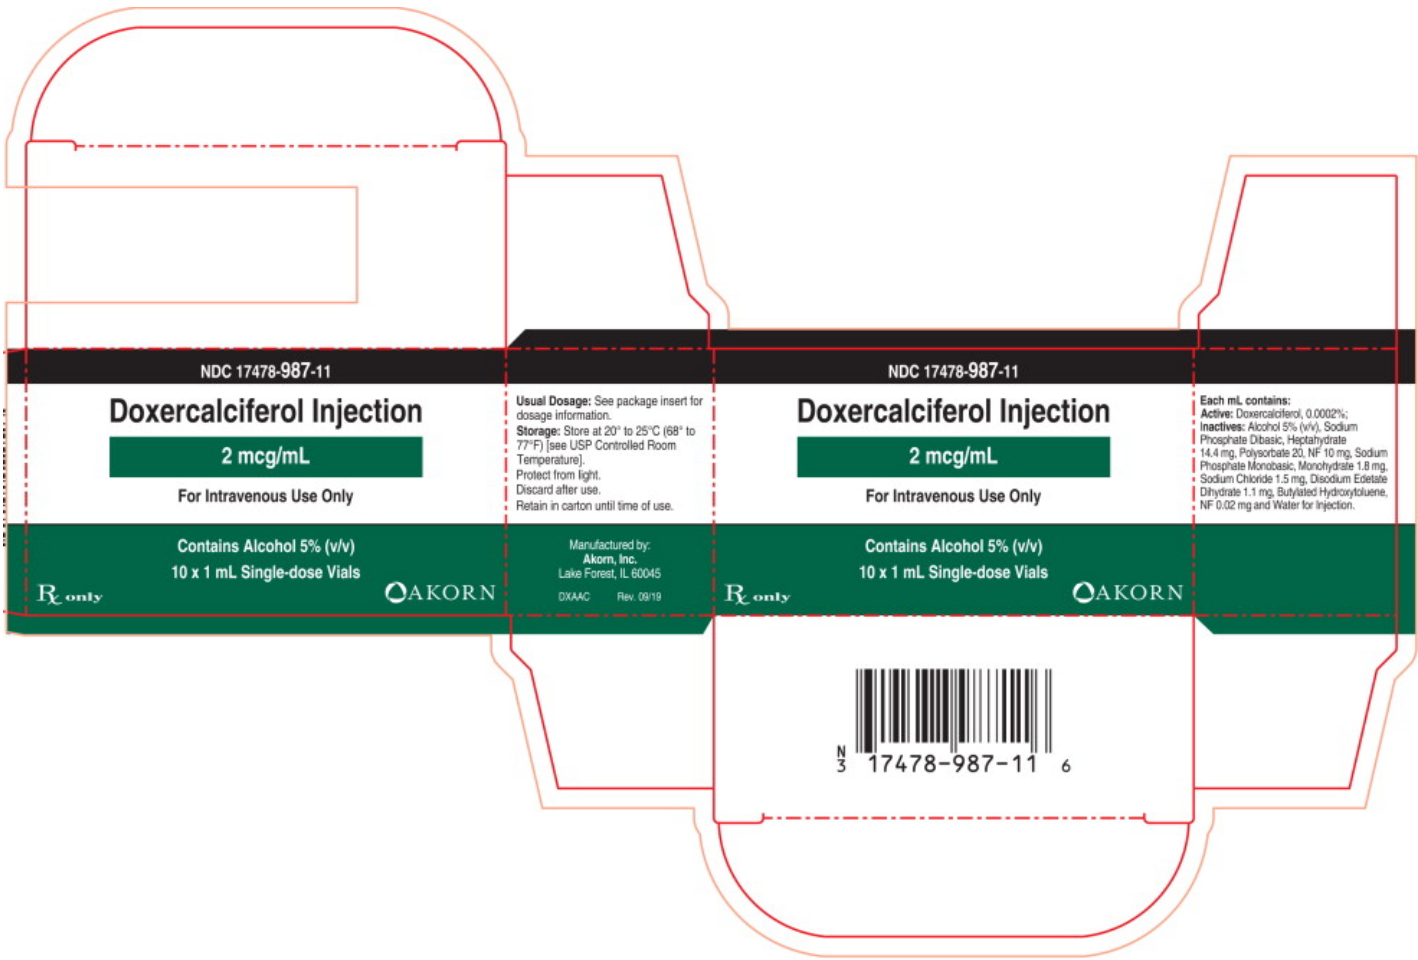 NDC 17478-987-11
Doxercalciferol Injection
2 mcg/mL
For Intravenous Use Only
Contains Alcohol 5% (v/v)
10 x 1 mL Single-dose Vials
Rx only
AKORN
Usual Dosage: See package insert for
dosage information.
Storage: Store at 20° to 25°C (68° to
77°F) [see USP Controlled Room
Temperature].
Protect from light.
Discard after use.
Retain in carton until time of use.
Manufactured by:
Akorn, Inc.
Lake Forest, IL 60045
DXAAC Rev. 09/19
NDC 17478-987-11
Doxercalciferol Injection
2 mcg/mL
For Intravenous Use Only
Contains Alcohol 5% (v/v)
10 x 1 mL Single-dose Vials
Rx only
AKORN
Each mL contains:
Active: Doxercalciferol, 0.0002%;
Inactives: Alcohol 5% (v/v), Sodium
Phosphate Dibasic, Heptahydrate
14.4 mg, Polysorbate 20, NF 10 mg, Sodium
Phosphate Monobasic, Monohydrate 1.8 mg,
Sodium Chloride 1.5 mg, Disodium Edetate
Dihydrate 1.1 mg, Butylated Hydroxytoluene,
NF 0.02 mg and Water for Injection.
N
3 17478-987-11 6